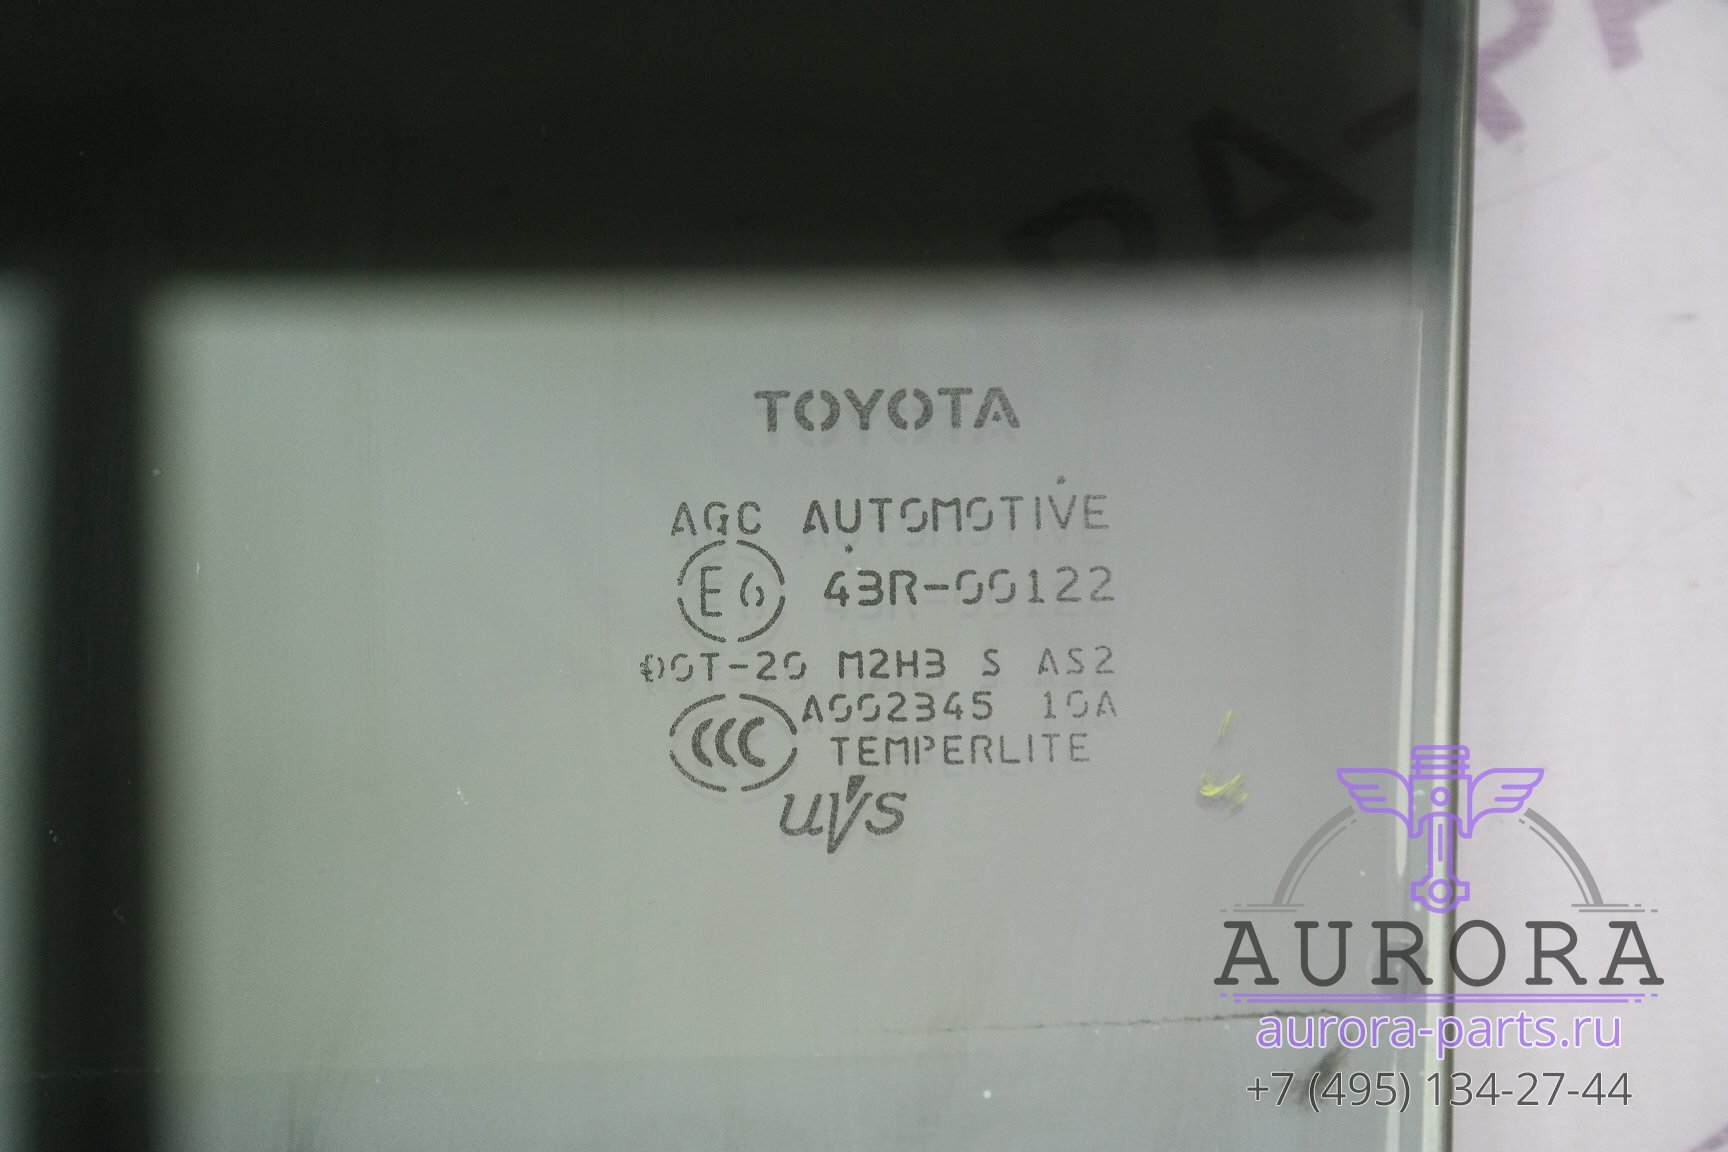 TOYOTA
AGC AUTOMOTIVE
E6 43R-00122
DOT-20 M2H3 S AS2
A002345 10A
CCC TEMPERLITE
UVS
AURORA
aurora-parts.ru
+7 (495) 134-27-44